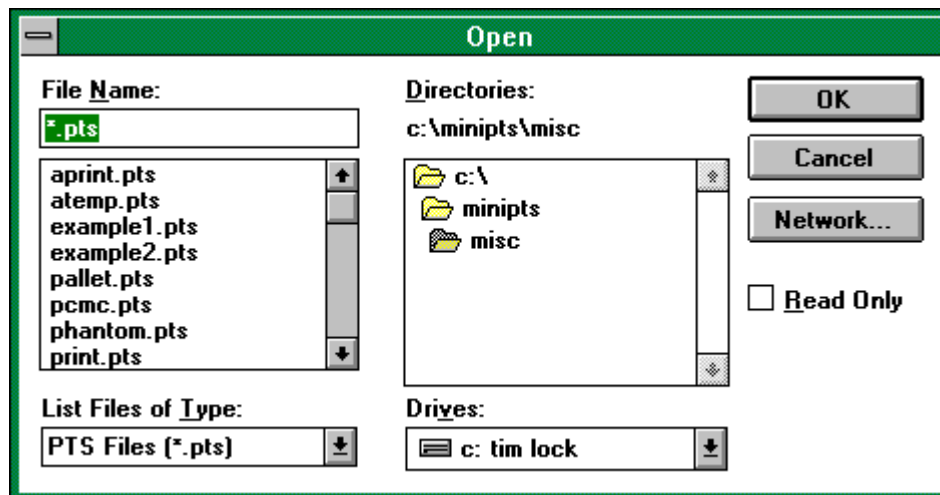 Open
File Name:
*.pts
aprint.pts
atemp.pts
example1.pts
example2.pts
pallet.pts
pcmc.pts
phantom.pts
print.pts
List Files of Type:
PTS Files (*.pts)
Directories:
c:\minipts\misc
c:\
minipts
misc
Drives:
c: tim lock
OK
Cancel
Network...
Read Only